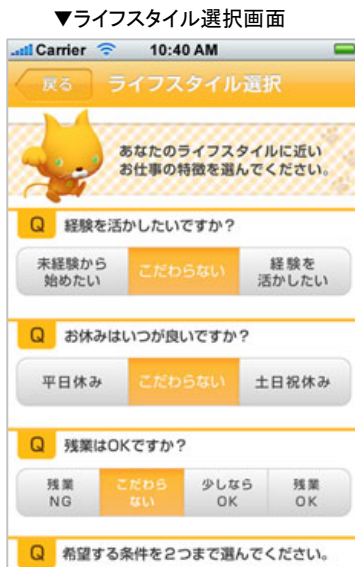 ▼ライフスタイル選択画面
Carrier 10:40 AM
戻る ライフスタイル選択
あなたのライフスタイルに近い
お仕事の特徴を選んでください。
Q 経験を活かしたいですか？
未経験から
始めたい
こだわらない
経験を
活かしたい
Q お休みはいつが良いですか？
平日休み こだわらない 土日祝休み
Q 残業はOKですか？
残業
NG
こだわら
ない
少しなら
OK
残業
OK
Q 希望する条件を2つまで選んでください。